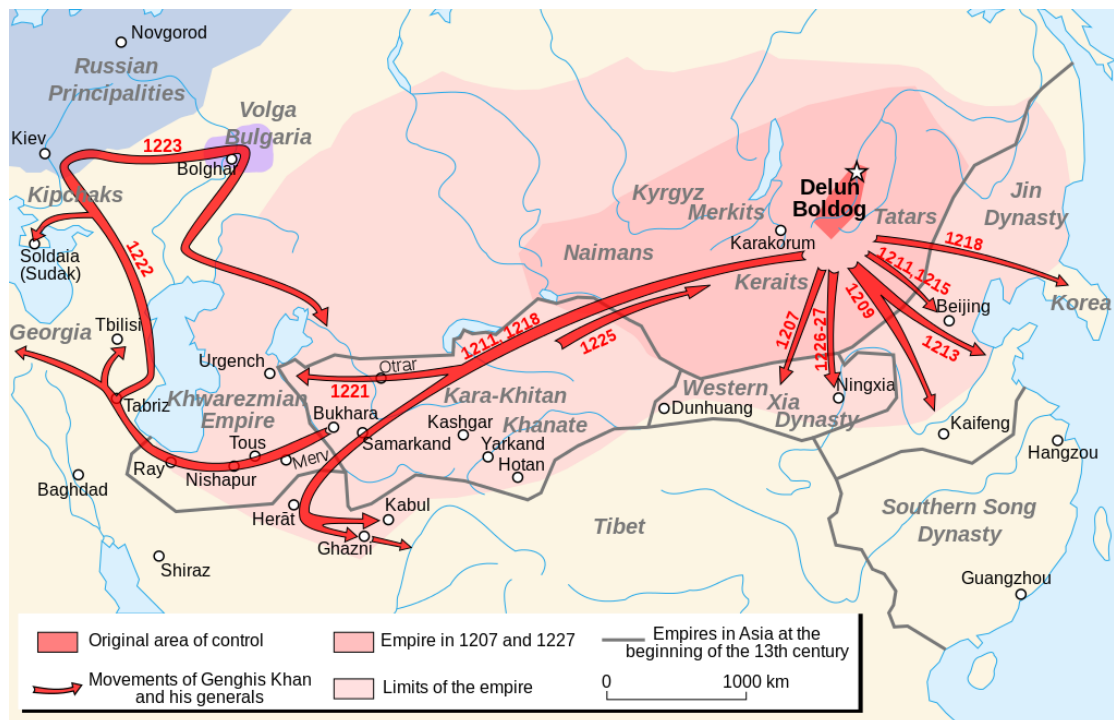 Novgorod
Russian
Principalities
Volga
Bulgaria
Kiev
1223
Bolghar
Kipchaks
Soldaia
(Sudak)
1222
Georgia
Tbilisi
Tabriz
Urgench
Khwarezmian
Empire
Otrar
1221
1211, 1218
1225
Kara-Khitan
Khanate
Bukhara
Samarkand
Kashgar
Yarkand
Hotan
Tous
Merv
Ray
Nishapur
Baghdad
Herāt
Kabul
Ghazni
Shiraz
Kyrgyz
Merkits
Naimans
Keraits
Karakorum
Delun
Boldog
Tatars
Jin
Dynasty
1218
1211,1215
1209
1213
1207
1226-27
Beijing
Korea
Western
Xia
Dynasty
Dunhuang
Ningxia
Kaifeng
Hangzou
Tibet
Southern Song
Dynasty
Guangzhou
Original area of control
Empire in 1207 and 1227
Empires in Asia at the
beginning of the 13th century
Movements of Genghis Khan
and his generals
Limits of the empire
0
1000 km